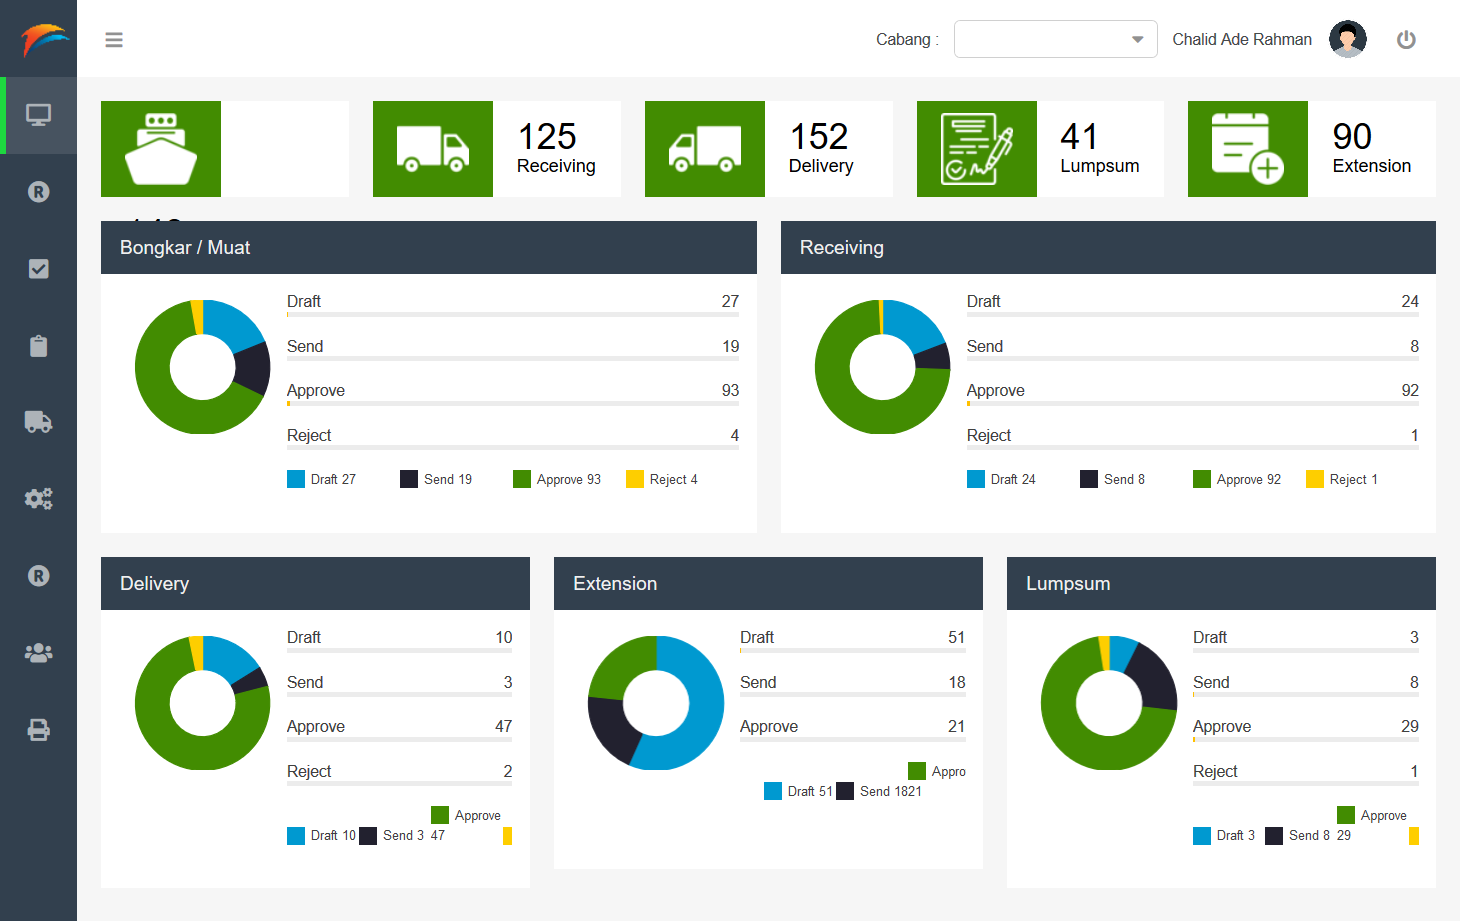 Cabang :
Chalid Ade Rahman
125
Receiving
152
Delivery
41
Lumpsum
90
Extension
Bongkar / Muat
Draft 27
Send 19
Approve 93
Reject 4
Draft 27 Send 19 Approve 93 Reject 4
Receiving
Draft 24
Send 8
Approve 92
Reject 1
Draft 24 Send 8 Approve 92 Reject 1
Delivery
Draft 10
Send 3
Approve 47
Reject 2
Approve
Draft 10 Send 3 47
Extension
Draft 51
Send 18
Approve 21
Appro
Draft 51 Send 1821
Lumpsum
Draft 3
Send 8
Approve 29
Reject 1
Approve
Draft 3 Send 8 29